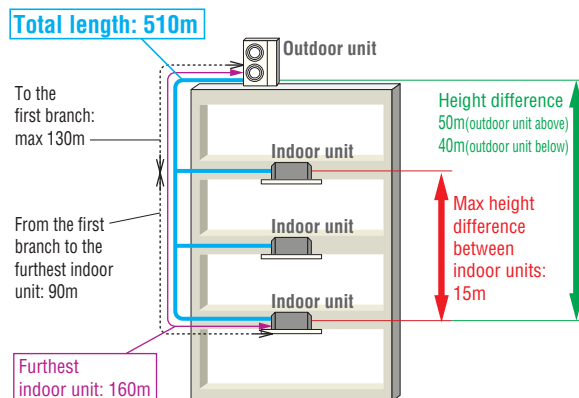 Total length: 510m
Outdoor unit
To the
first branch:
max 130m
Height difference
50m(outdoor unit above)
40m(outdoor unit below)
Indoor unit
Max height
difference
between
indoor units:
15m
From the first
branch to the
furthest indoor
unit: 90m
Indoor unit
Indoor unit
Furthest
indoor unit: 160m